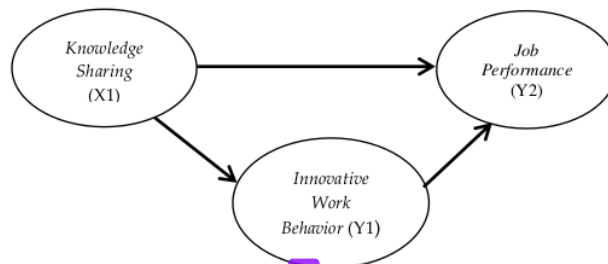 Knowledge
Sharing
(X1)
Job
Performance
(Y2)
Innovative
Work
Behavior (Y1)